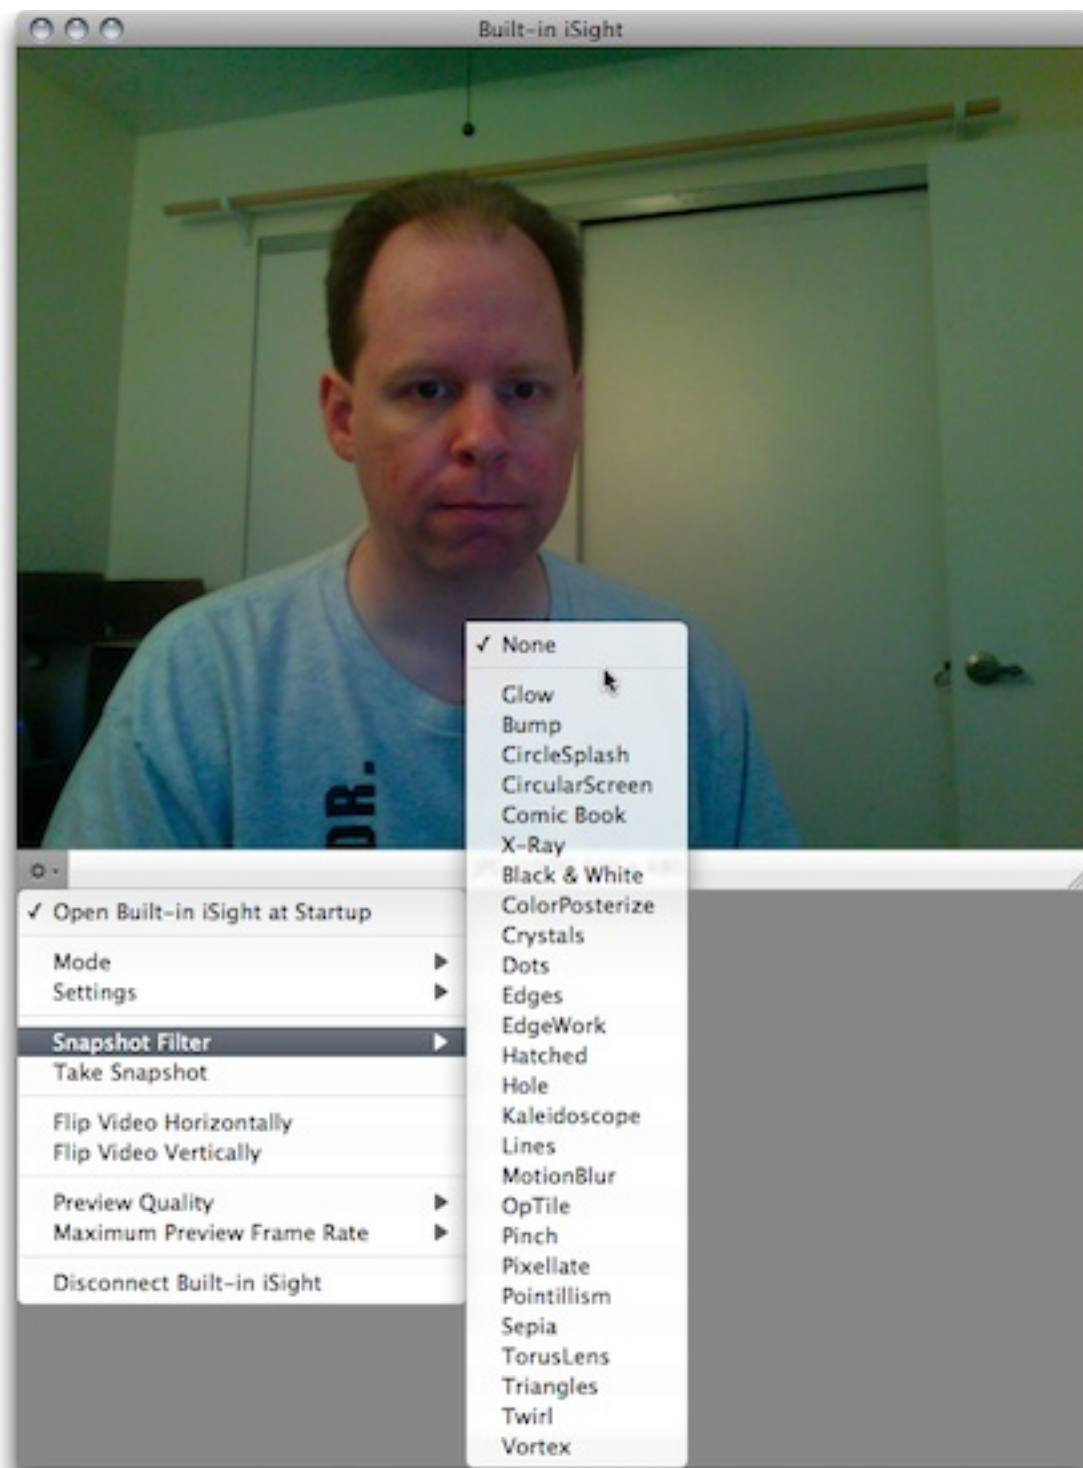 Built-in iSight
DR.
✓ Open Built-in iSight at Startup
Mode
Settings
Snapshot Filter
Take Snapshot
Flip Video Horizontally
Flip Video Vertically
Preview Quality
Maximum Preview Frame Rate
Disconnect Built-in iSight
✓ None
Glow
Bump
CircleSplash
CircularScreen
Comic Book
X-Ray
Black & White
ColorPosterize
Crystals
Dots
Edges
EdgeWork
Hatched
Hole
Kaleidoscope
Lines
MotionBlur
OpTile
Pinch
Pixellate
Pointillism
Sepia
TorusLens
Triangles
Twirl
Vortex